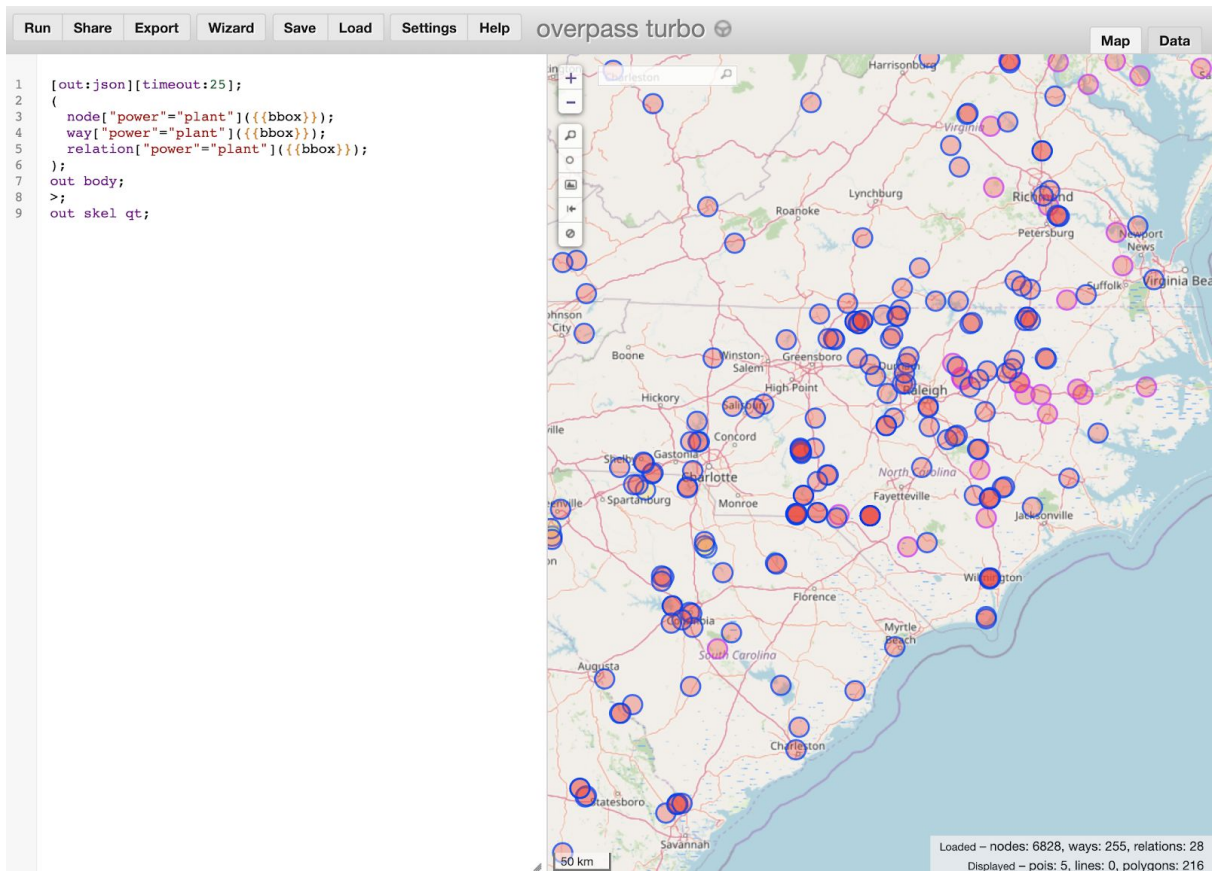 Run Share Export Wizard Save Load Settings Help overpass turbo
Map Data
1 [out:json][timeout:25];
2 (
3 node["power"="plant"]({{bbox}});
4 way["power"="plant"]({{bbox}});
5 relation["power"="plant"]({{bbox}});
6 );
7 out body;
8 >;
9 out skel qt;
+
−
Charleston
Harrisonburg
Virginia
Lynchburg
Richmond
Roanoke
Petersburg
Newport
News
Suffolk
Virginia Bea
ohnson
City
Boone
Winston-
Salem
Greensboro
Durham
High Point
Raleigh
Hickory
Salisbury
ville
Concord
Shelby
Gastonia
Charlotte
North Carolina
Spartanburg
Monroe
Fayetteville
Jacksonville
Wilmington
Florence
Columbia
Myrtle
Beach
South Carolina
Augusta
Charleston
Statesboro
Savannah
50 km
Loaded – nodes: 6828, ways: 255, relations: 28
Displayed – pois: 5, lines: 0, polygons: 216